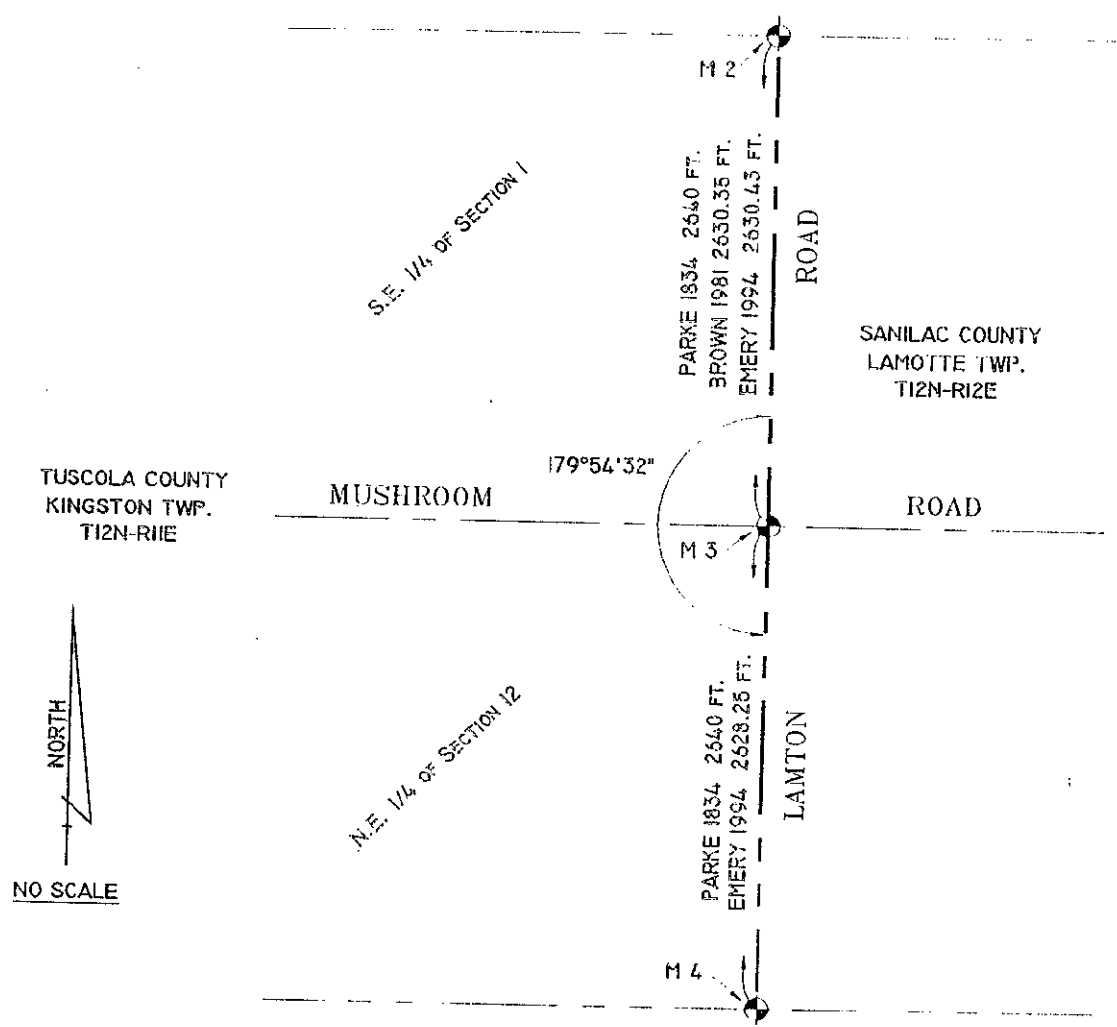 M 2
S.E. 1/4 OF SECTION 1
PARKE 1834 2640 FT.
BROWN 1981 2630.35 FT.
EMERY 1994 2630.43 FT.
ROAD
SANILAC COUNTY
LAMOTTE TWP.
T12N-R12E
TUSCOLA COUNTY
KINGSTON TWP.
T12N-R11E
179°54'32"
MUSHROOM
ROAD
M 3
N.E. 1/4 OF SECTION 12
PARKE 1834 2640 FT.
EMERY 1994 2628.25 FT.
LAMTON
NORTH
NO SCALE
M 4